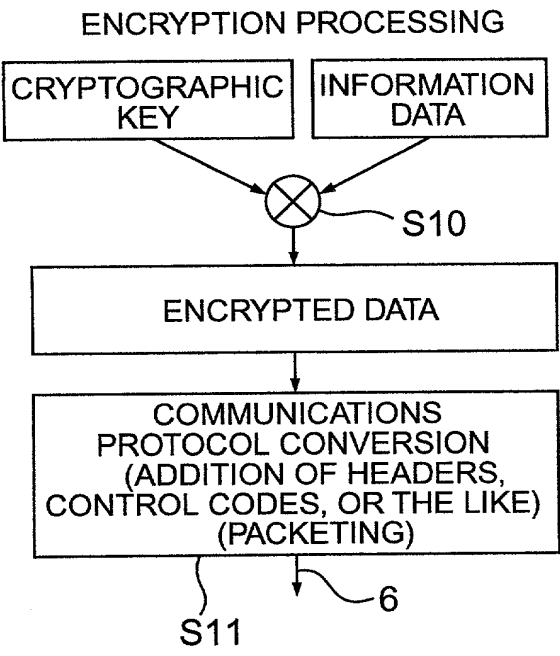 ENCRYPTION PROCESSING
CRYPTOGRAPHIC
KEY
INFORMATION
DATA
S10
ENCRYPTED DATA
COMMUNICATIONS
PROTOCOL CONVERSION
(ADDITION OF HEADERS,
CONTROL CODES, OR THE LIKE)
(PACKETING)
6
S11